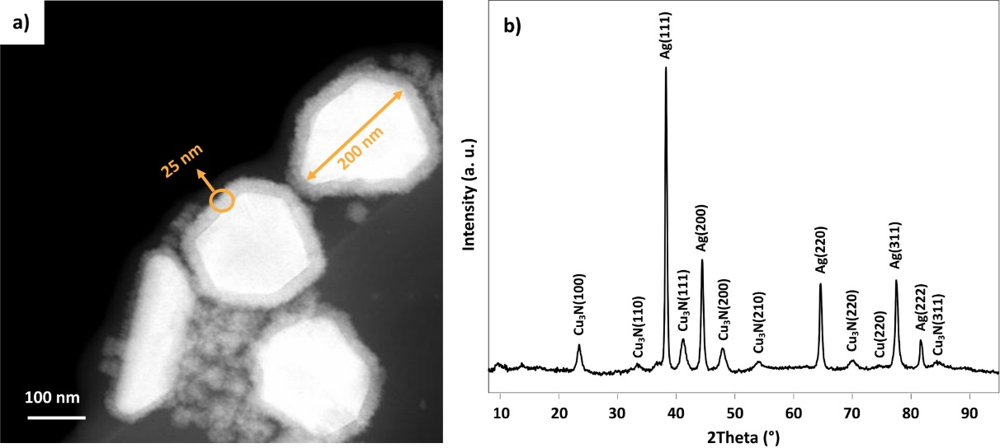 a)
25 nm
200 nm
100 nm
b)
Intensity (a. u.)
Cu₃N(100)
Cu₃N(110)
Ag(111)
Cu₃N(111)
Ag(200)
Cu₃N(200)
Cu₃N(210)
Ag(220)
Cu₃N(220)
Cu(220)
Ag(311)
Ag(222)
Cu₃N(311)
10 20 30 40 50 60 70 80 90
2Theta (°)